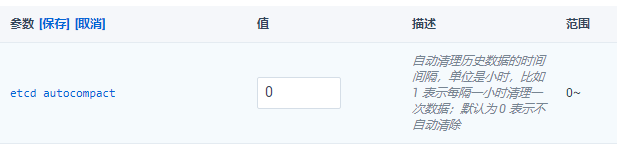 参数 [保存] [取消] 值 描述 范围
自动清理历史数据的时间
间隔，单位是小时，比如
1 表示每隔一小时清理一
次数据；默认为 0 表示不
自动清除
etcd autocompact 0 0~